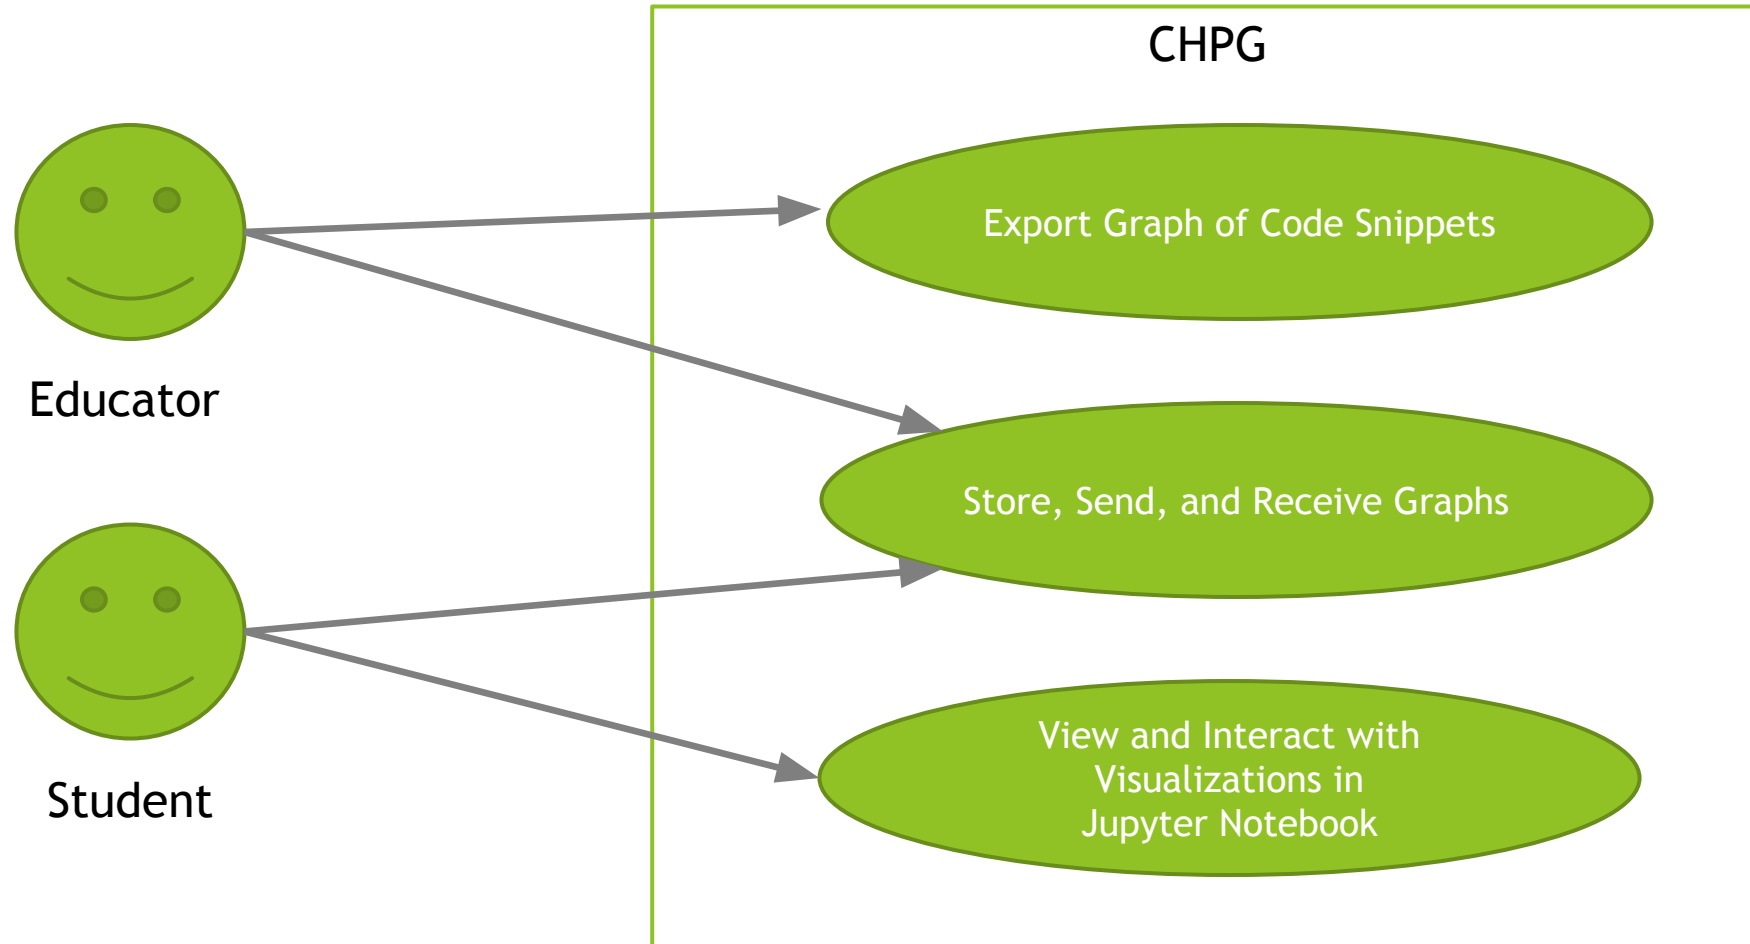 CHPG
Export Graph of Code Snippets
Educator
Store, Send, and Receive Graphs
Student
View and Interact with
Visualizations in
Jupyter Notebook